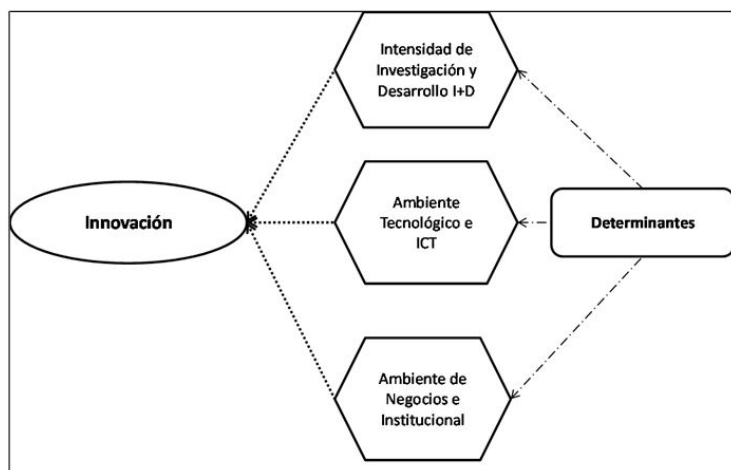 Intensidad de
Investigación y
Desarrollo I+D
Innovación
Ambiente
Tecnológico e
ICT
Determinantes
Ambiente de
Negocios e
Institucional